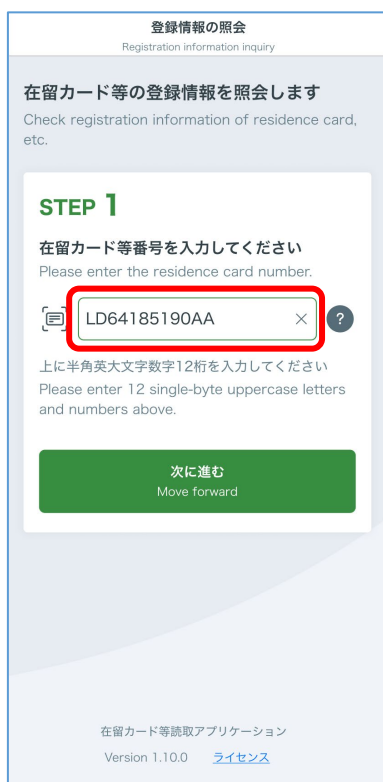 登録情報の照会
Registration information inquiry
在留カード等の登録情報を照会します
Check registration information of residence card,
etc.
STEP 1
在留カード等番号を入力してください
Please enter the residence card number.
LD64185190AA × ?
上に半角英大文字数字12桁を入力してください
Please enter 12 single-byte uppercase letters
and numbers above.
次に進む
Move forward
在留カード等読取アプリケーション
Version 1.10.0 ライセンス